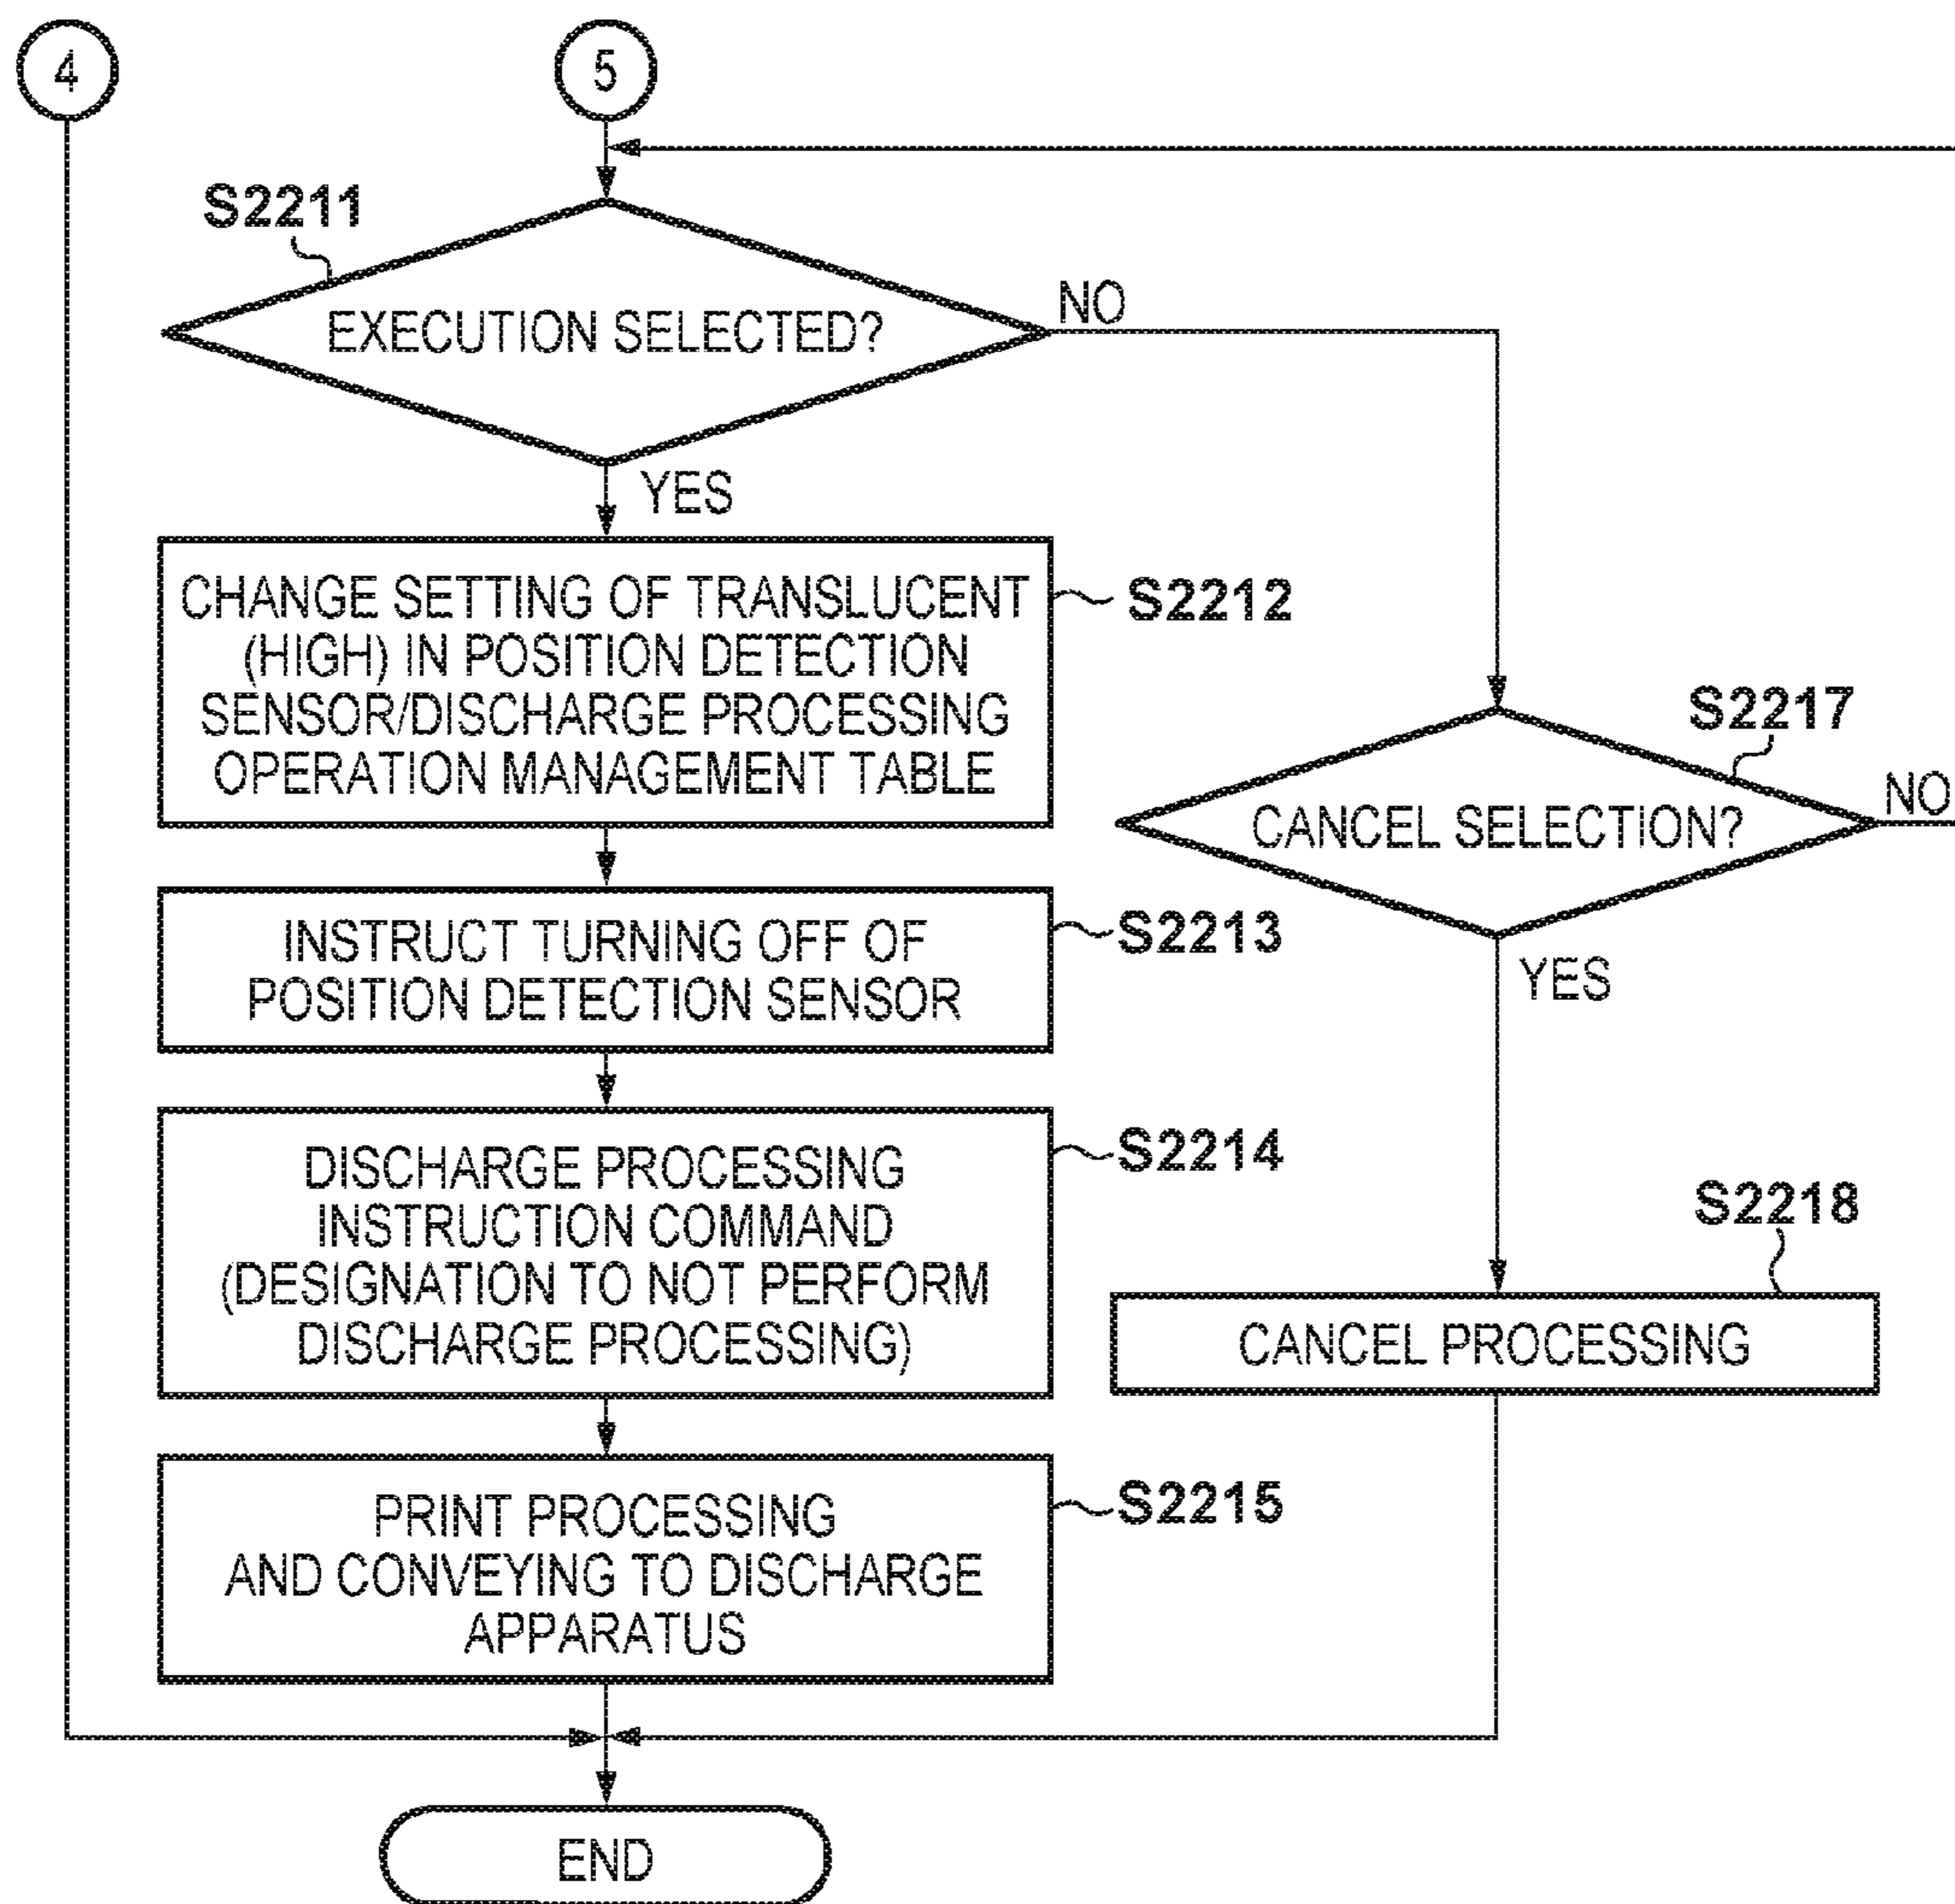 4
5
S2211
EXECUTION SELECTED?
NO
YES
CHANGE SETTING OF TRANSLUCENT
(HIGH) IN POSITION DETECTION
SENSOR/DISCHARGE PROCESSING
OPERATION MANAGEMENT TABLE
S2212
S2217
CANCEL SELECTION?
NO
YES
INSTRUCT TURNING OFF OF
POSITION DETECTION SENSOR
S2213
DISCHARGE PROCESSING
INSTRUCTION COMMAND
(DESIGNATION TO NOT PERFORM
DISCHARGE PROCESSING)
S2214
S2218
CANCEL PROCESSING
PRINT PROCESSING
AND CONVEYING TO DISCHARGE
APPARATUS
S2215
END